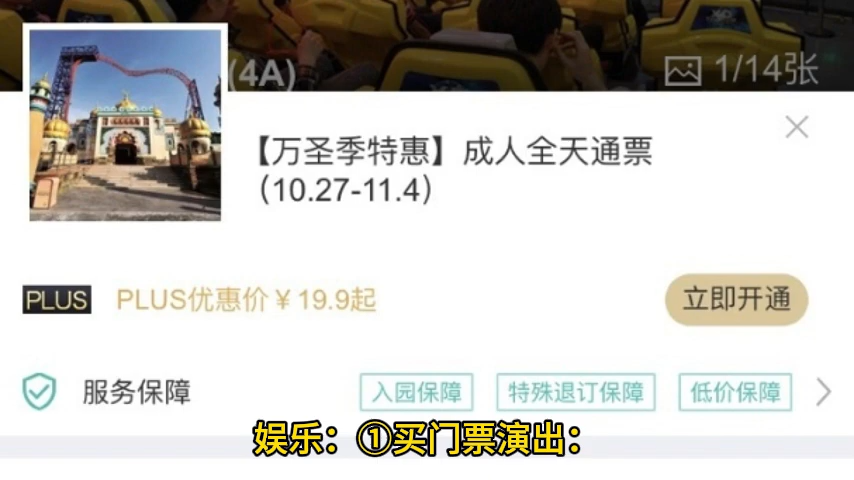 (4A)
1/14张
【万圣季特惠】成人全天通票
（10.27-11.4）
PLUS PLUS优惠价￥19.9起 立即开通
服务保障 入园保障 特殊退订保障 低价保障
娱乐：①买门票演出：